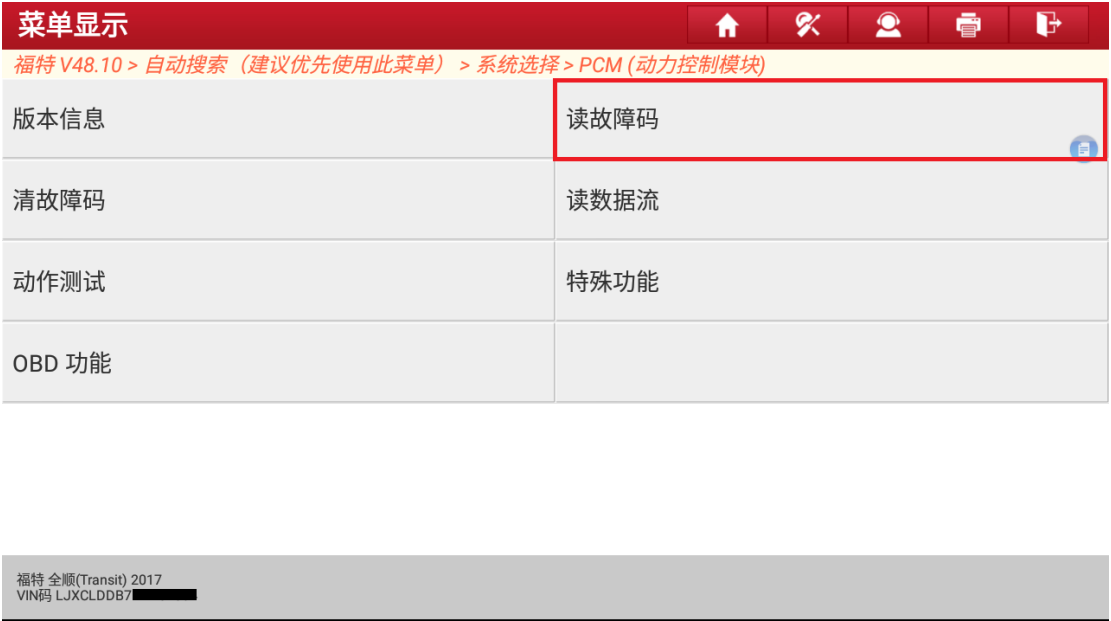 菜单显示
福特 V48.10 > 自动搜索（建议优先使用此菜单） > 系统选择 > PCM (动力控制模块)
版本信息
读故障码
清故障码
读数据流
动作测试
特殊功能
OBD 功能
福特 全顺(Transit) 2017
VIN码 LJXCLDDB7